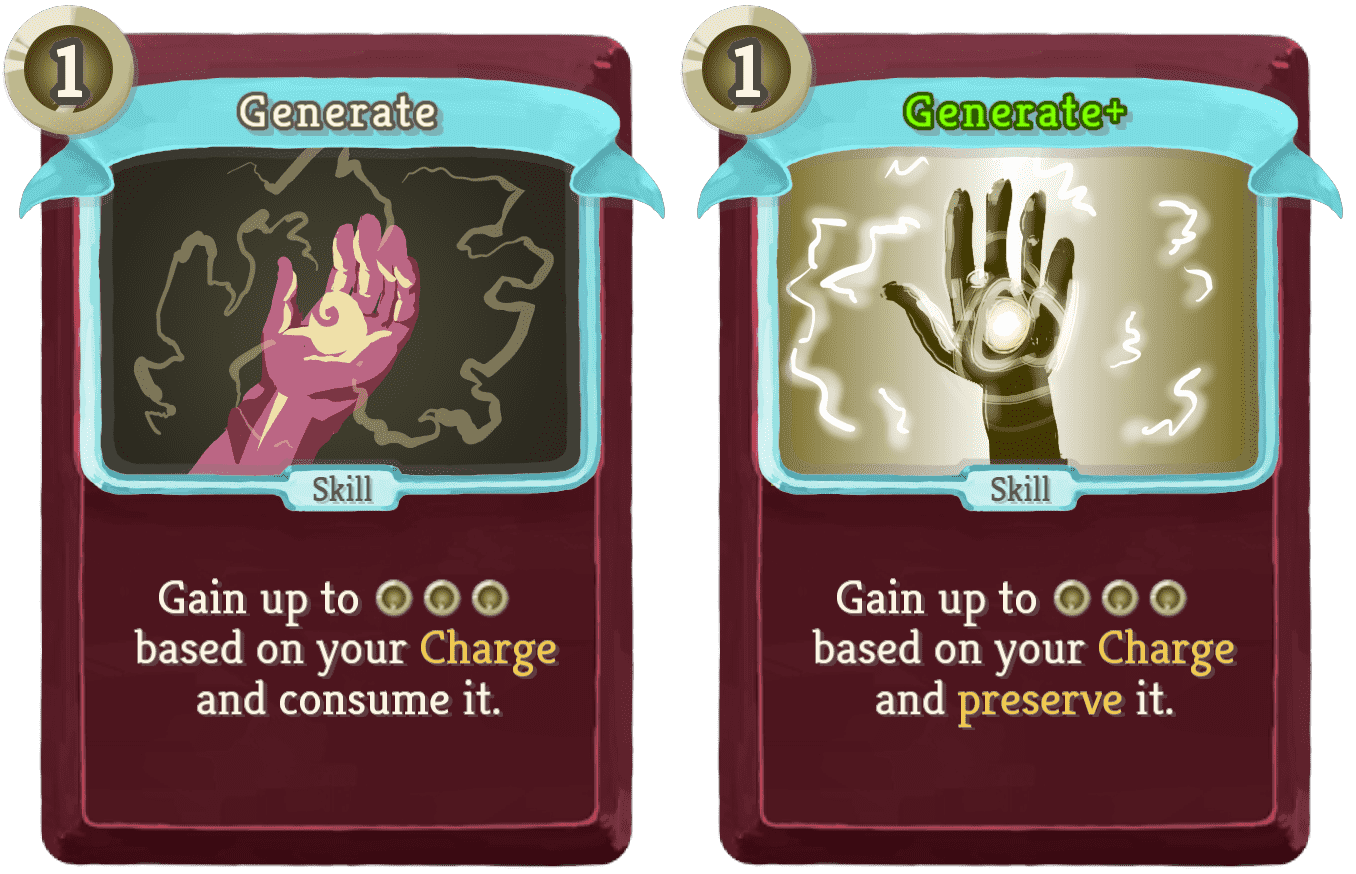 1
Generate
Skill
Gain up to
based on your Charge
and consume it.
1
Generate+
Skill
Gain up to
based on your Charge
and preserve it.